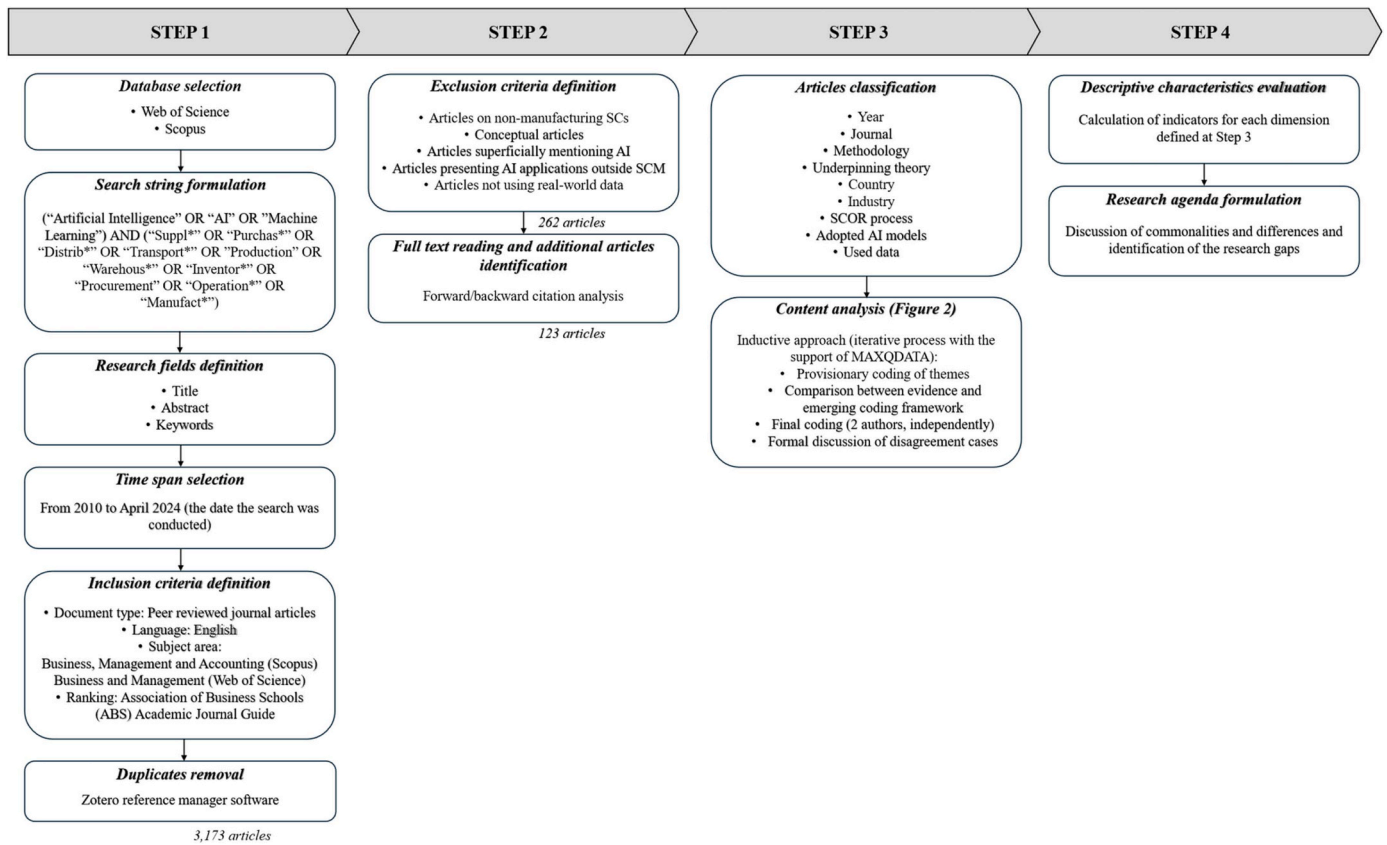 STEP 1
STEP 2
STEP 3
STEP 4
Database selection
• Web of Science
• Scopus
Search string formulation
(“Artificial Intelligence” OR “AI” OR ”Machine
Learning”) AND (“Suppl*” OR “Purchas*” OR
“Distrib*” OR “Transport*” OR ”Production” OR
“Warehous*” OR “Inventor*” OR
“Procurement” OR “Operation*” OR
“Manufact*”)
Research fields definition
• Title
• Abstract
• Keywords
Time span selection
From 2010 to April 2024 (the date the search was
conducted)
Inclusion criteria definition
• Document type: Peer reviewed journal articles
• Language: English
• Subject area:
Business, Management and Accounting (Scopus)
Business and Management (Web of Science)
• Ranking: Association of Business Schools
(ABS) Academic Journal Guide
Duplicates removal
Zotero reference manager software
3,173 articles
Exclusion criteria definition
• Articles on non-manufacturing SCs
• Conceptual articles
• Articles superficially mentioning AI
• Articles presenting AI applications outside SCM
• Articles not using real-world data
262 articles
Full text reading and additional articles
identification
Forward/backward citation analysis
123 articles
Articles classification
• Year
• Journal
• Methodology
• Underpinning theory
• Country
• Industry
• SCOR process
• Adopted AI models
• Used data
Content analysis (Figure 2)
Inductive approach (iterative process with the
support of MAXQDATA):
• Provisionary coding of themes
• Comparison between evidence and
emerging coding framework
• Final coding (2 authors, independently)
• Formal discussion of disagreement cases
Descriptive characteristics evaluation
Calculation of indicators for each dimension
defined at Step 3
Research agenda formulation
Discussion of commonalities and differences and
identification of the research gaps